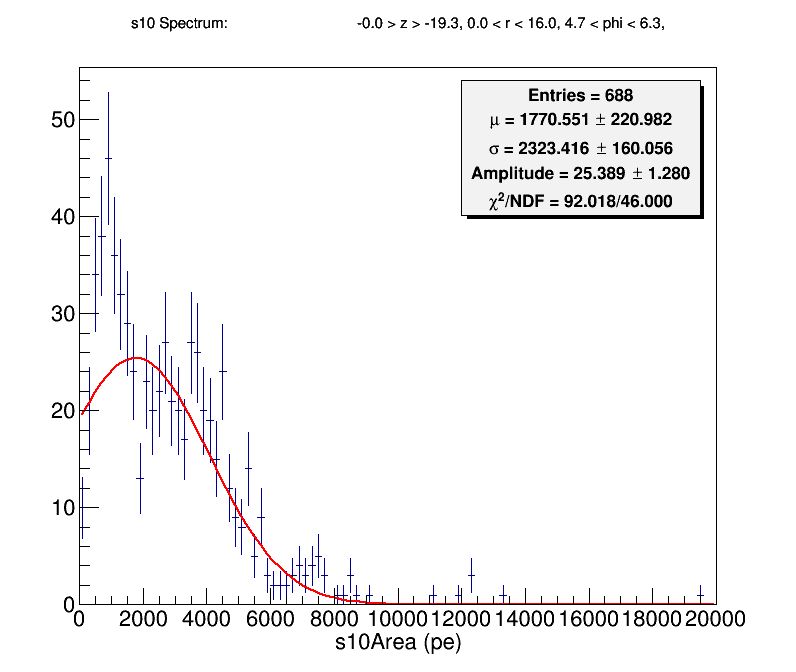 s10 Spectrum: -0.0 > z > -19.3, 0.0 < r < 16.0, 4.7 < phi < 6.3,
Entries = 688
μ = 1770.551 ± 220.982
σ = 2323.416 ± 160.056
Amplitude = 25.389 ± 1.280
χ²/NDF = 92.018/46.000
50
40
30
20
10
0
0 2000 4000 6000 8000 10000 12000 14000 16000 18000 20000
s10Area (pe)